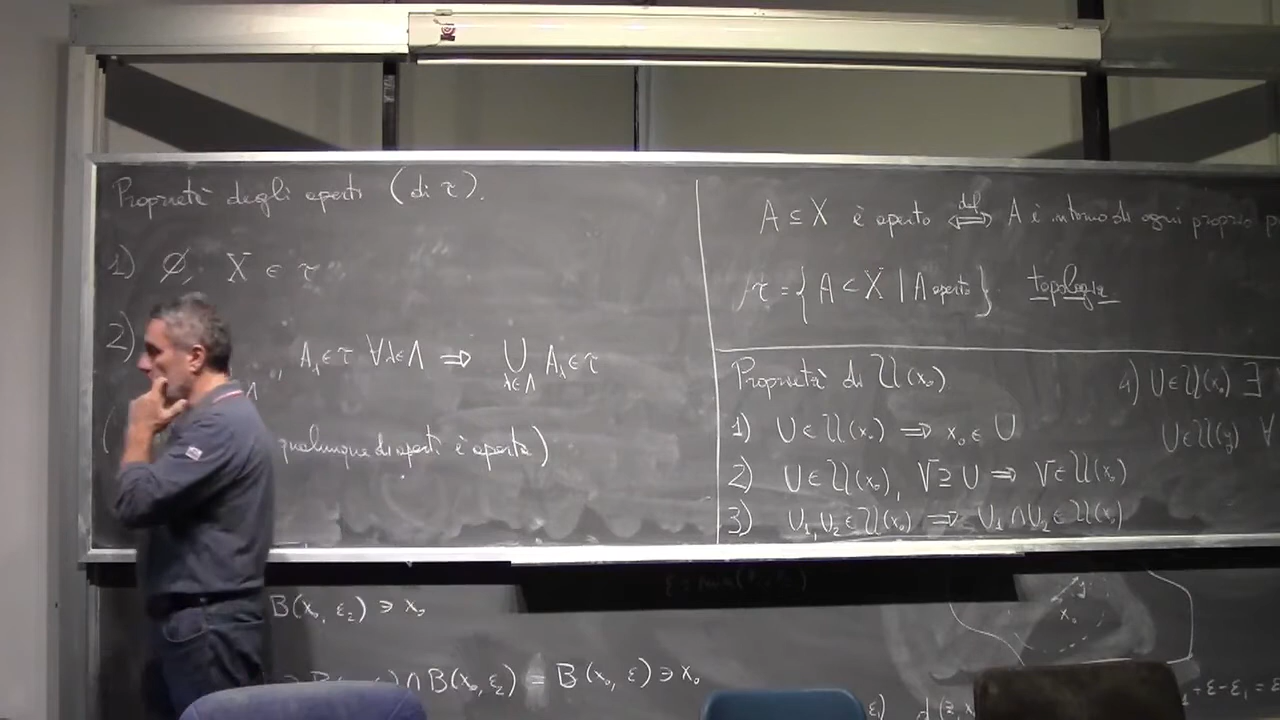 Proprietà degli aperti (di τ).
1) ∅, X ∈ τ
2)
A_λ ∈ τ ∀λ∈Λ ⇒ ⋃_{λ∈Λ} A_λ ∈ τ
qualunque di aperti è aperta)
A ⊆ X è aperto ⇔^{def} A è intorno di ogni proprio
τ = { A ⊂ X | A aperto } topologia
Proprietà di U(x₀)
1) U ∈ U(x₀) ⇒ x₀ ∈ U
2) U ∈ U(x₀), V ⊇ U ⇒ V ∈ U(x₀)
3) U₁, U₂ ∈ U(x₀) ⇒ U₁ ∩ U₂ ∈ U(x₀)
4) U ∈ U(x₀) ∃
U ∈ U(y) ∀
B(x₀, ε₂) ∋ x₀
∩ B(x₀, ε₂) = B(x₀, ε) ∋ x₀
x₀